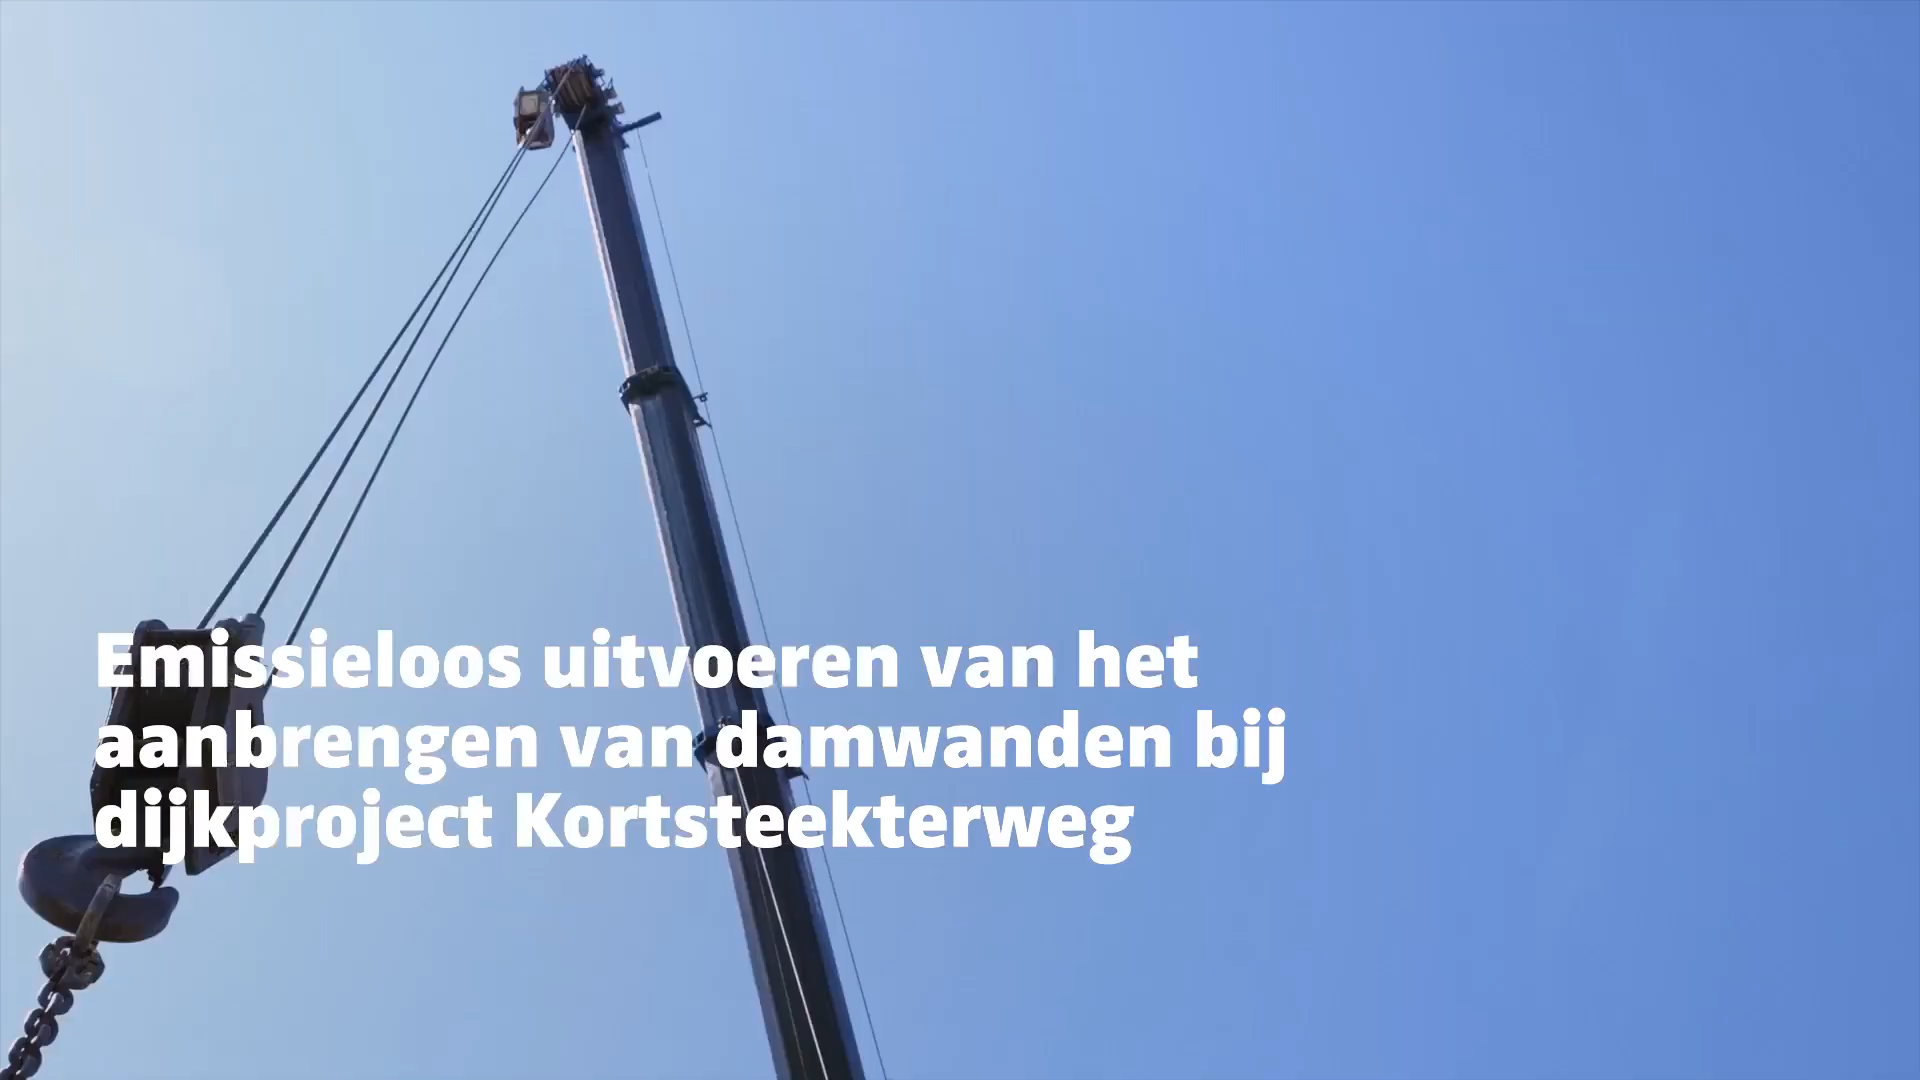 Emissieloos uitvoeren van het
aanbrengen van damwanden bij
dijkproject Kortsteekterweg